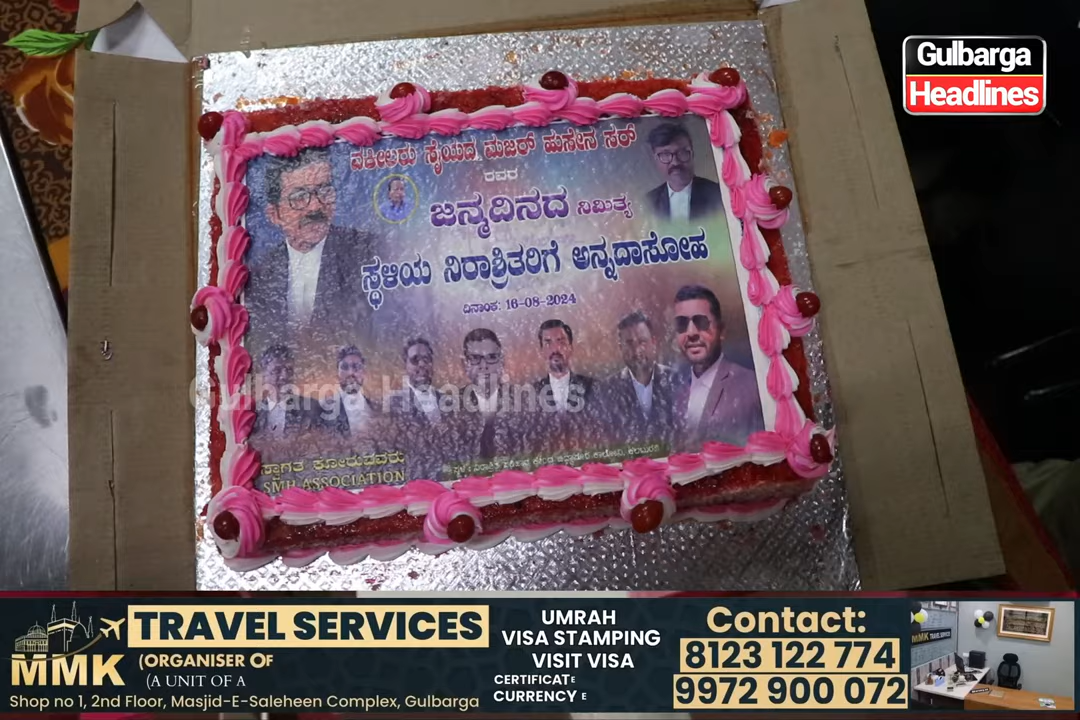 Gulbarga
Headlines
ವಕೀಲರು ಸೈಯದ ಮಜರ್ ಹುಸೇನ ಸರ್
ರವರ
ಜನ್ಮದಿನದ ನಿಮಿತ್ಯ
ಸ್ಥಳಿಯ ನಿರಾಶ್ರಿತರಿಗೆ ಅನ್ನದಾಸೋಹ
ದಿನಾಂಕ: 16-08-2024
Gulbarga Headlines
ಸ್ವಾಗತ ಕೋರುವವರು
SMH ASSOCIATION
MMK
TRAVEL SERVICES
(ORGANISER OF
(A UNIT OF A
Shop no 1, 2nd Floor, Masjid-E-Saleheen Complex, Gulbarga
UMRAH
VISA STAMPING
VISIT VISA
CERTIFICATE
CURRENCY E
Contact:
8123 122 774
9972 900 072